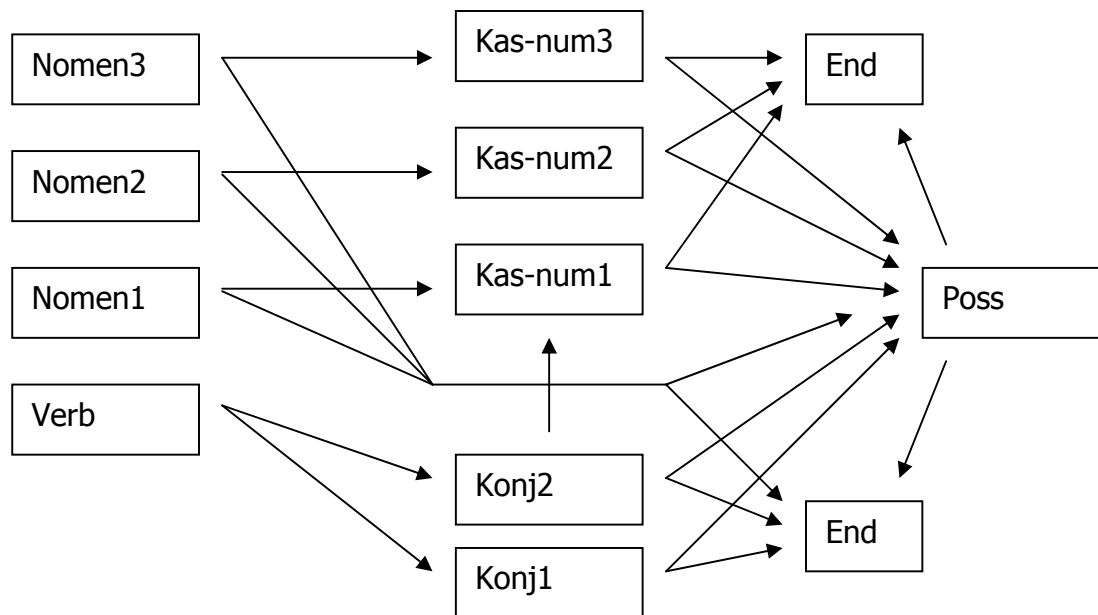 Nomen3
Kas-num3
End
Nomen2
Kas-num2
Nomen1
Kas-num1
Poss
Verb
Konj2
End
Konj1